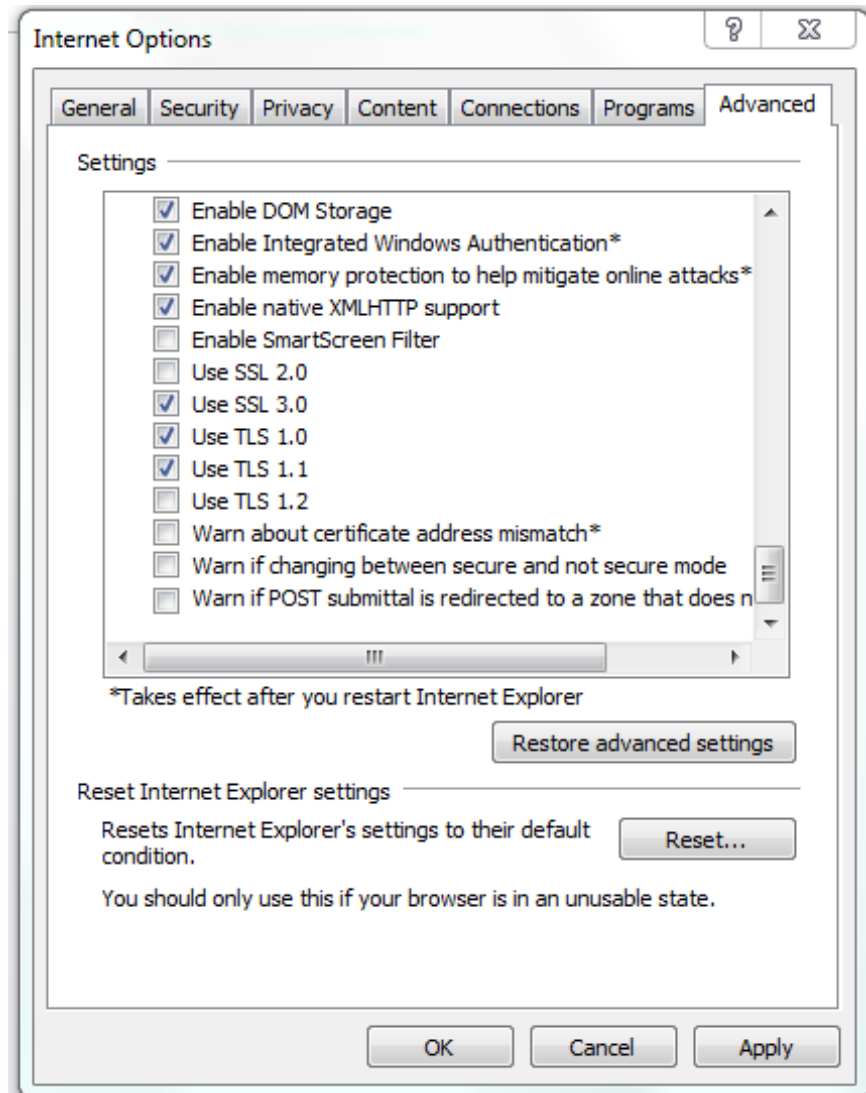 Internet Options
General Security Privacy Content Connections Programs Advanced
Settings
Enable DOM Storage
Enable Integrated Windows Authentication*
Enable memory protection to help mitigate online attacks*
Enable native XMLHTTP support
Enable SmartScreen Filter
Use SSL 2.0
Use SSL 3.0
Use TLS 1.0
Use TLS 1.1
Use TLS 1.2
Warn about certificate address mismatch*
Warn if changing between secure and not secure mode
Warn if POST submittal is redirected to a zone that does n
*Takes effect after you restart Internet Explorer
Restore advanced settings
Reset Internet Explorer settings
Resets Internet Explorer's settings to their default
condition.
Reset...
You should only use this if your browser is in an unusable state.
OK Cancel Apply